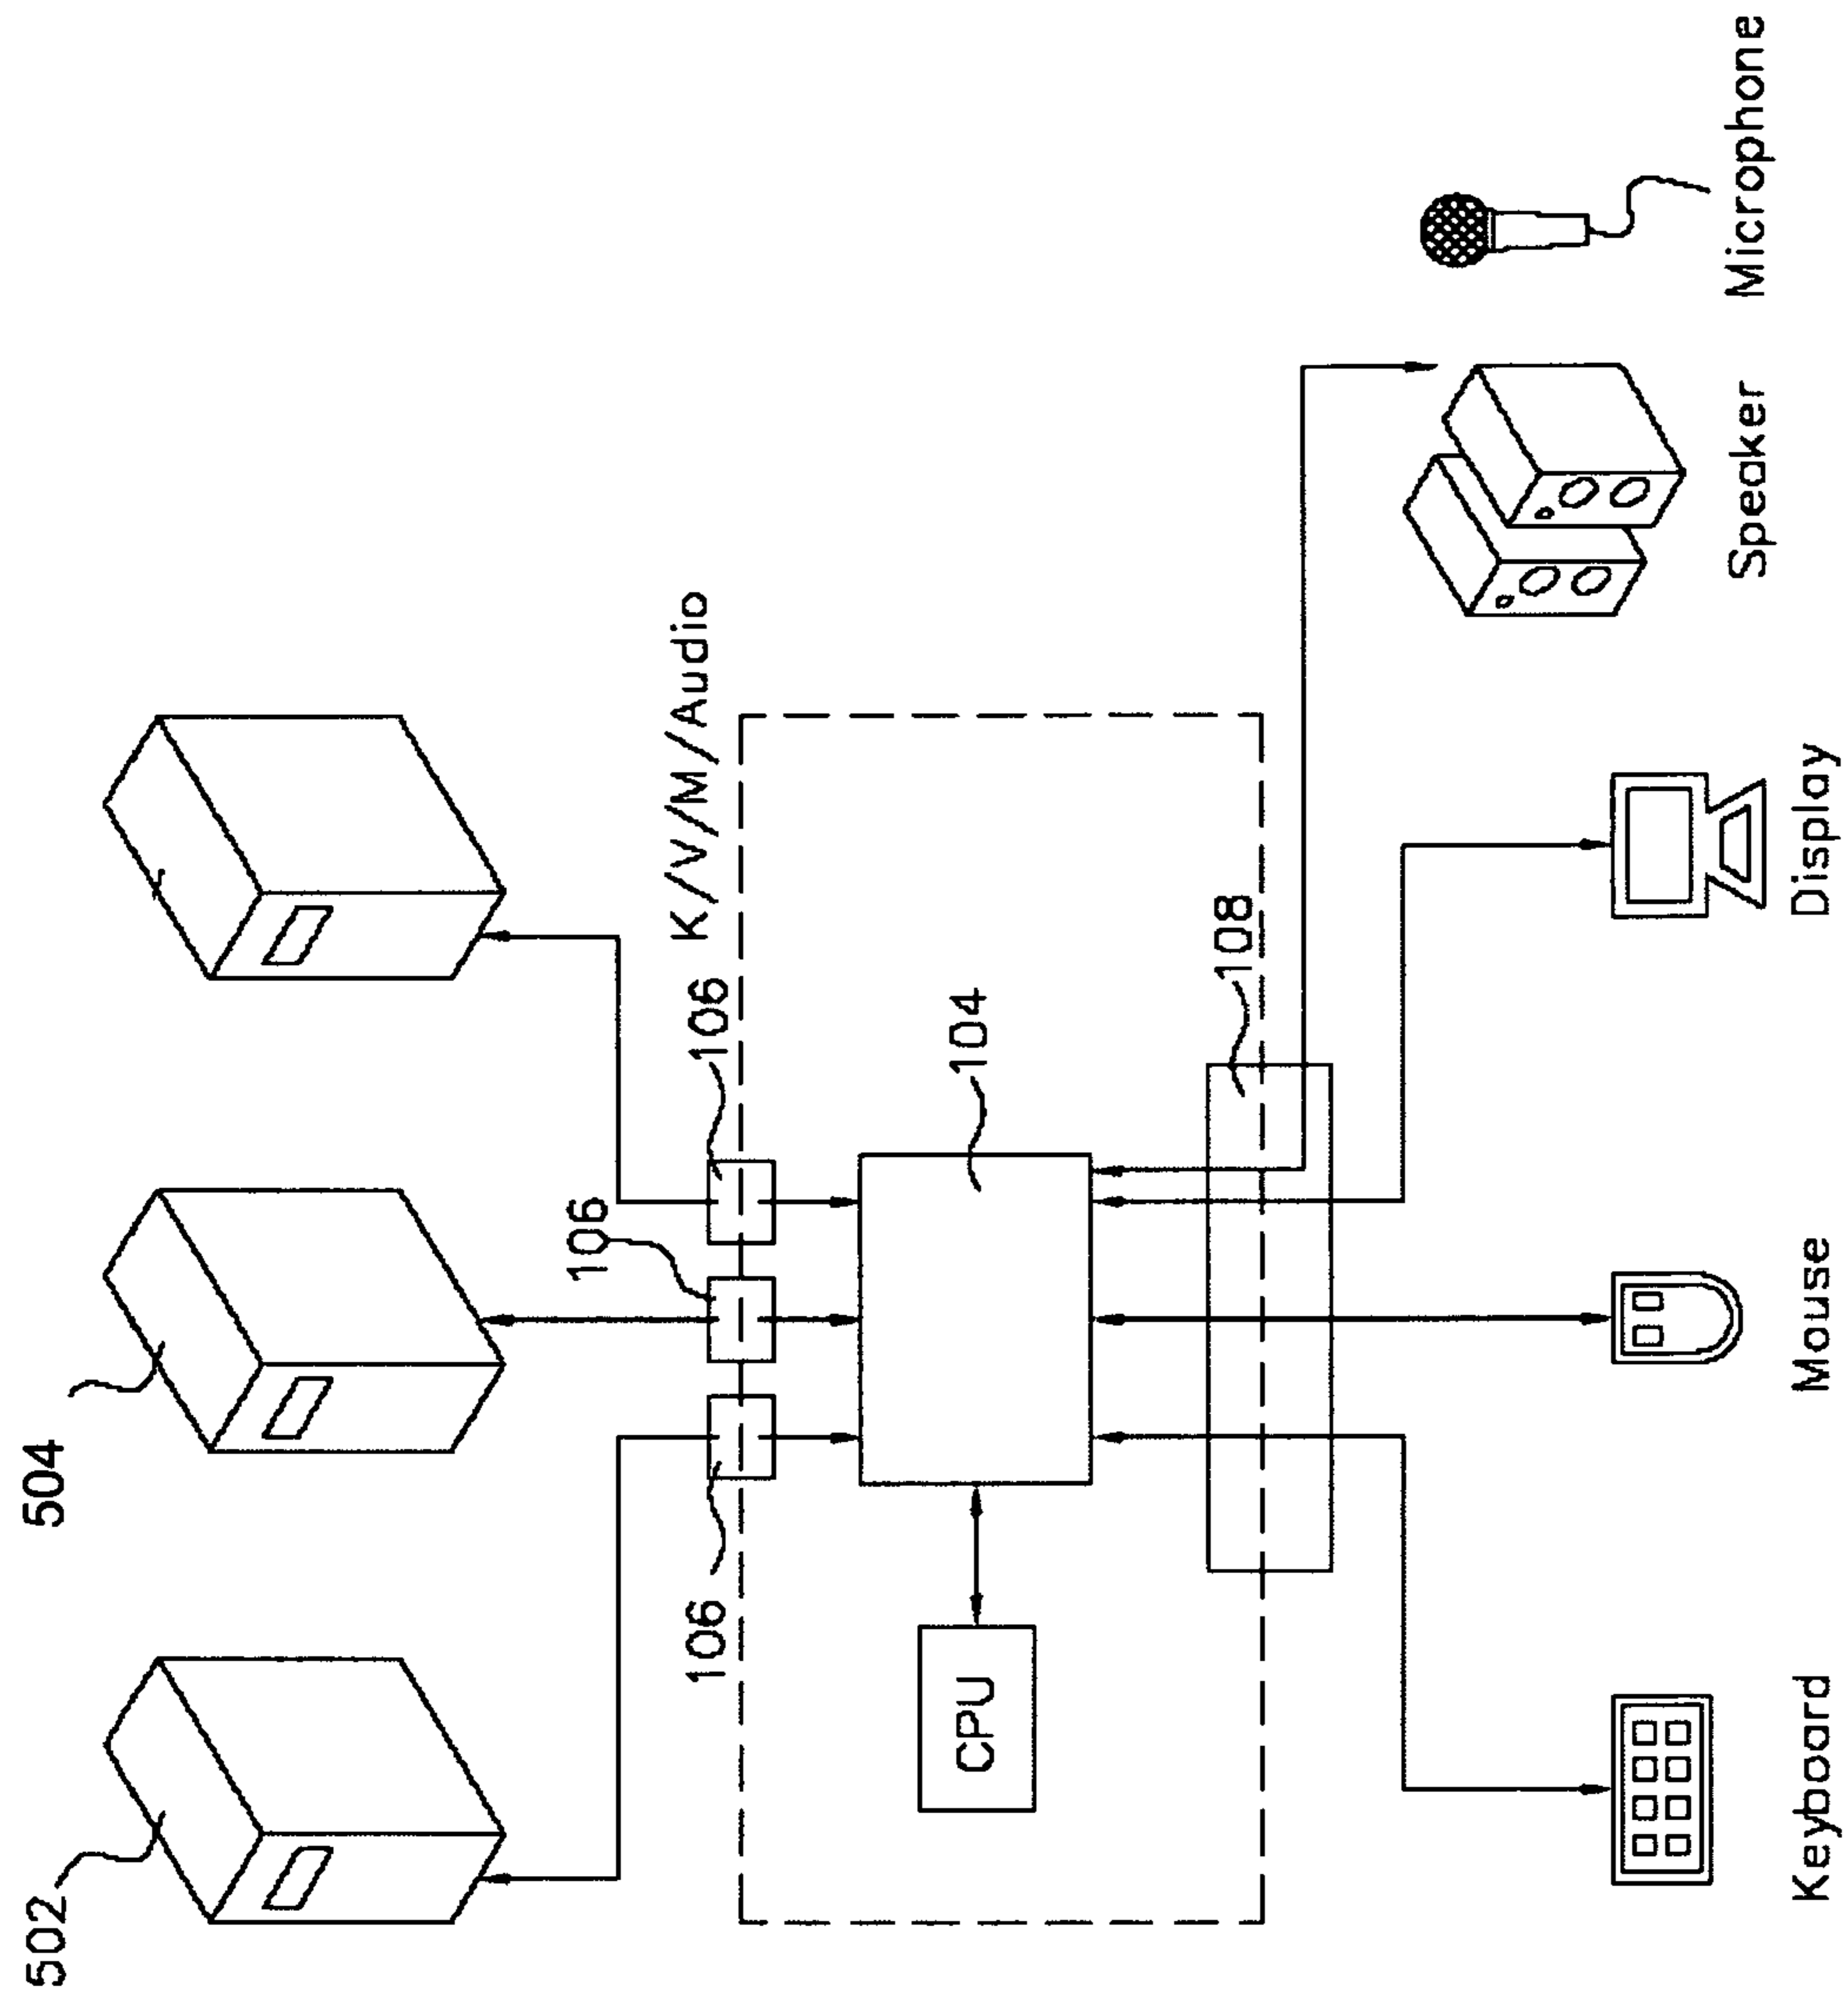 502
504
106
106
106
K/V/M/Audio
CPU
104
108
Keyboard
Mouse
Display
Speaker
Microphone